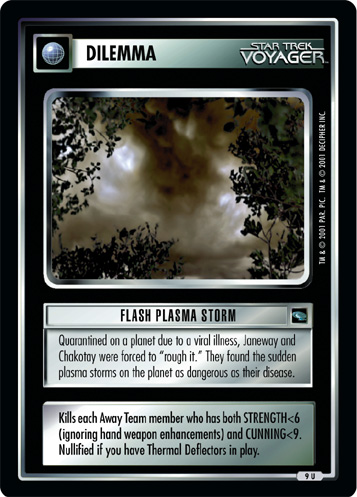 DILEMMA
STAR TREK
VOYAGER™
TM & © 2001 PAR. PIC. TM & © 2001 DECIPHER INC.
FLASH PLASMA STORM
Quarantined on a planet due to a viral illness, Janeway and
Chakotay were forced to “rough it.” They found the sudden
plasma storms on the planet as dangerous as their disease.
Kills each Away Team member who has both STRENGTH<6
(ignoring hand weapon enhancements) and CUNNING<9.
Nullified if you have Thermal Deflectors in play.
9 U